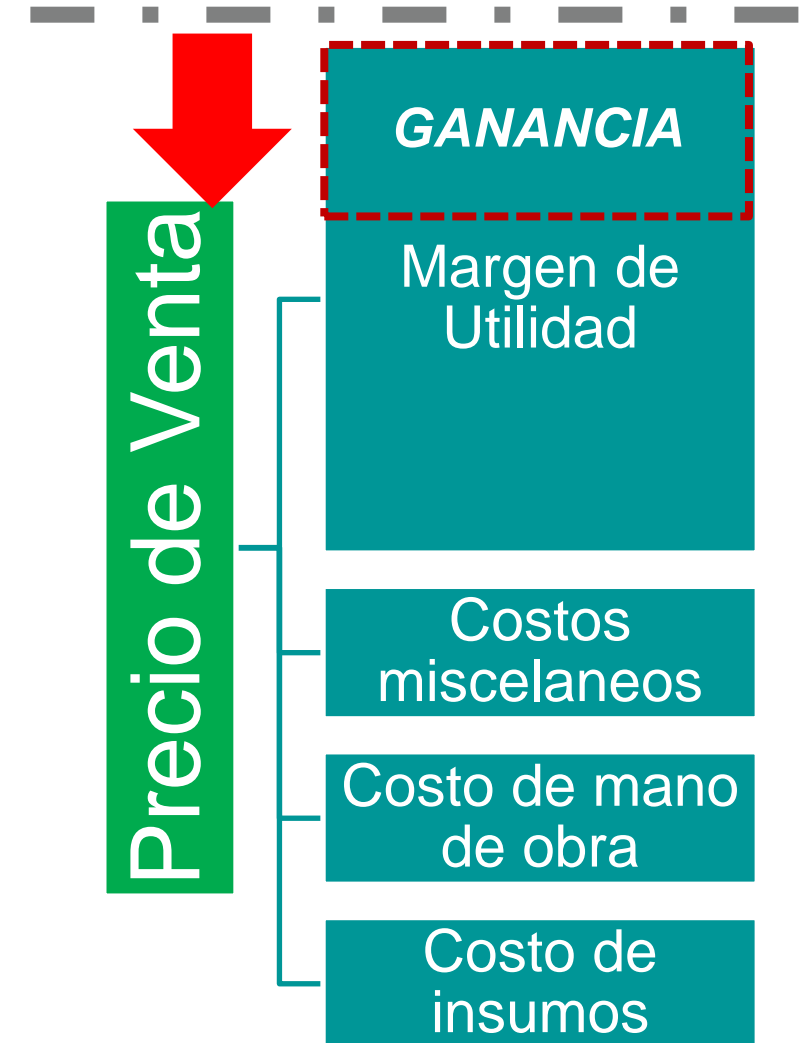 Precio de Venta
GANANCIA
Margen de
Utilidad
Costos
miscelaneos
Costo de mano
de obra
Costo de
insumos